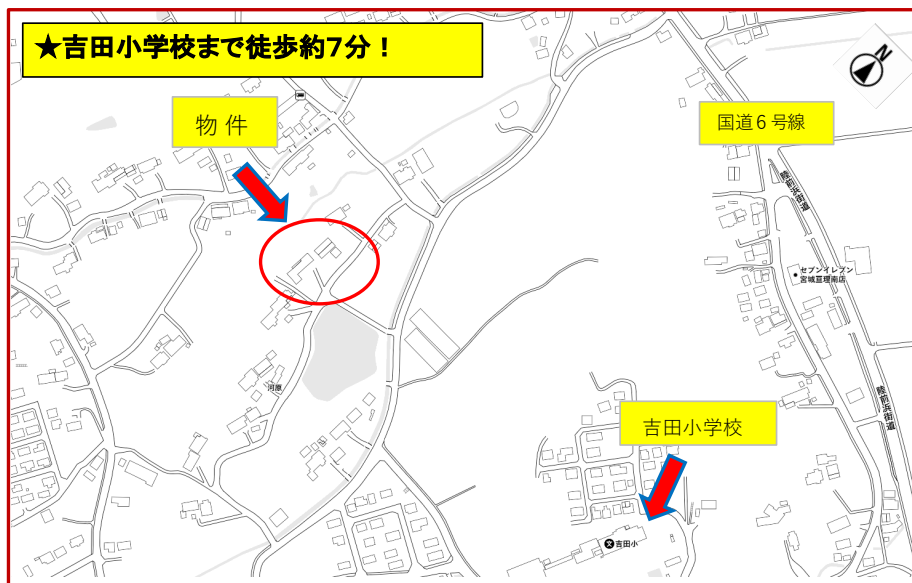 ★吉田小学校まで徒歩約7分！
N
物件
国道6号線
陸前浜街道
セブンイレブン
宮城亘理南店
河原
陸前浜街道
吉田小学校
文
吉田小